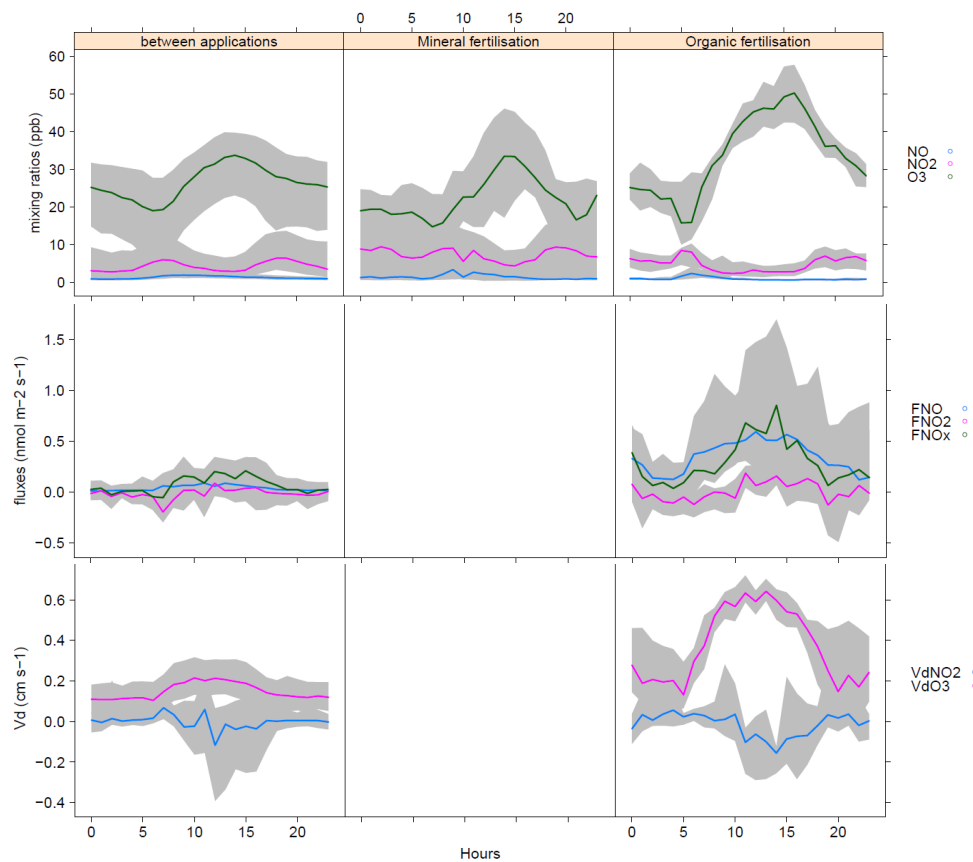 0 10 20
between applications Mineral fertilisation Organic fertilisation
60
50
40
30
20
10
0
mixing ratios (ppb)
NO
NO2
O3
1.5
1.0
0.5
0.0
−0.5
fluxes (nmol m−2 s−1)
FNO
FNO2
FNOx
0.6
0.4
0.2
0.0
−0.2
−0.4
Vd (cm s−1)
VdNO2
VdO3
0 5 10 15 20 0 5 10 15 20
Hours